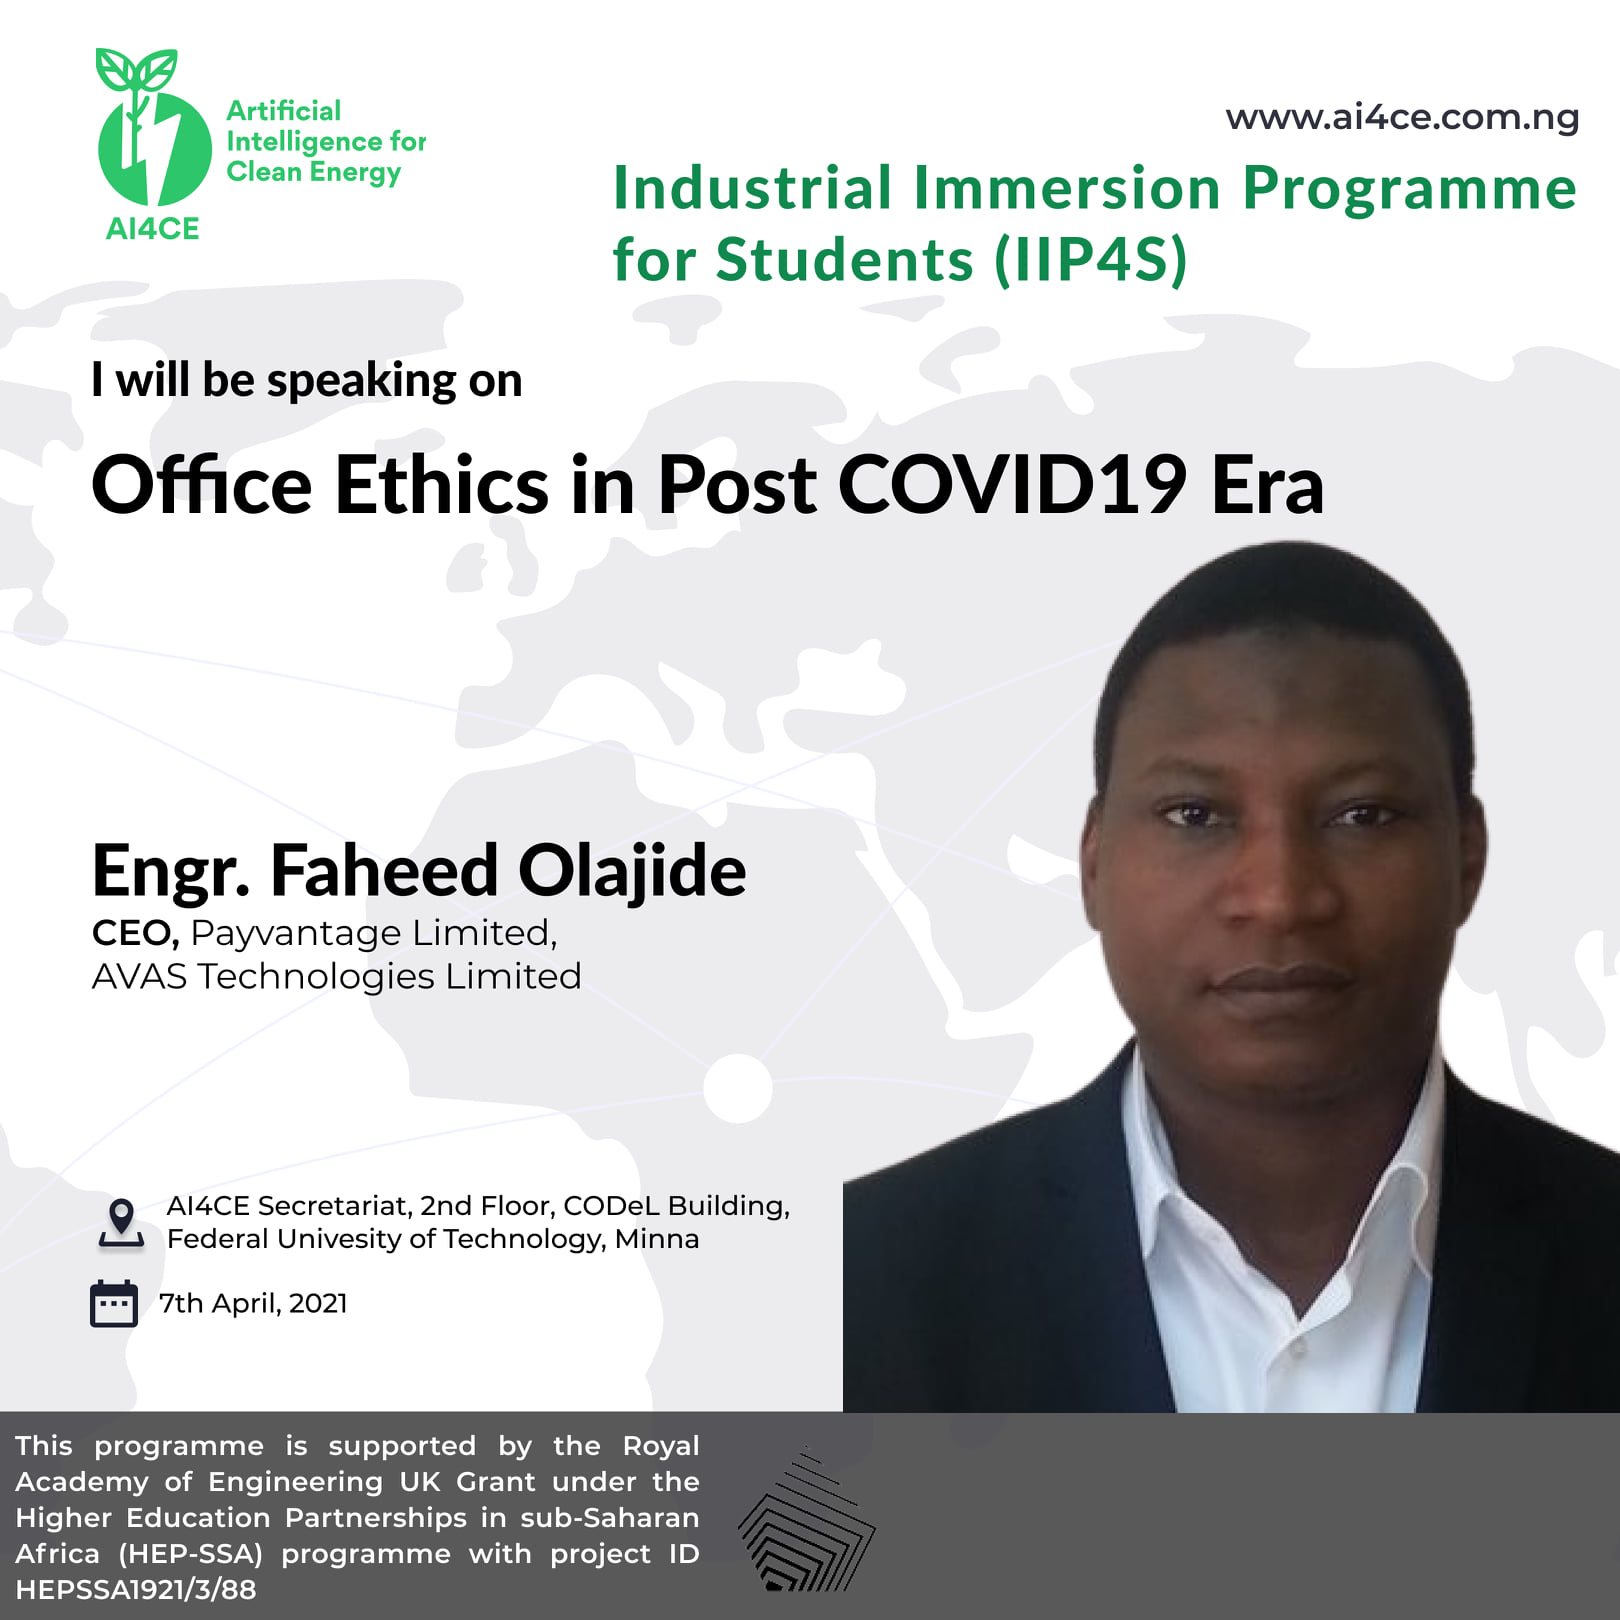 Artificial
Intelligence for
Clean Energy
AI4CE
www.ai4ce.com.ng
Industrial Immersion Programme
for Students (IIP4S)
I will be speaking on
Office Ethics in Post COVID19 Era
Engr. Faheed Olajide
CEO, Payvantage Limited,
AVAS Technologies Limited
AI4CE Secretariat, 2nd Floor, CODeL Building,
Federal Univesity of Technology, Minna
7th April, 2021
This programme is supported by the Royal
Academy of Engineering UK Grant under the
Higher Education Partnerships in sub-Saharan
Africa (HEP-SSA) programme with project ID
HEPSSA1921/3/88